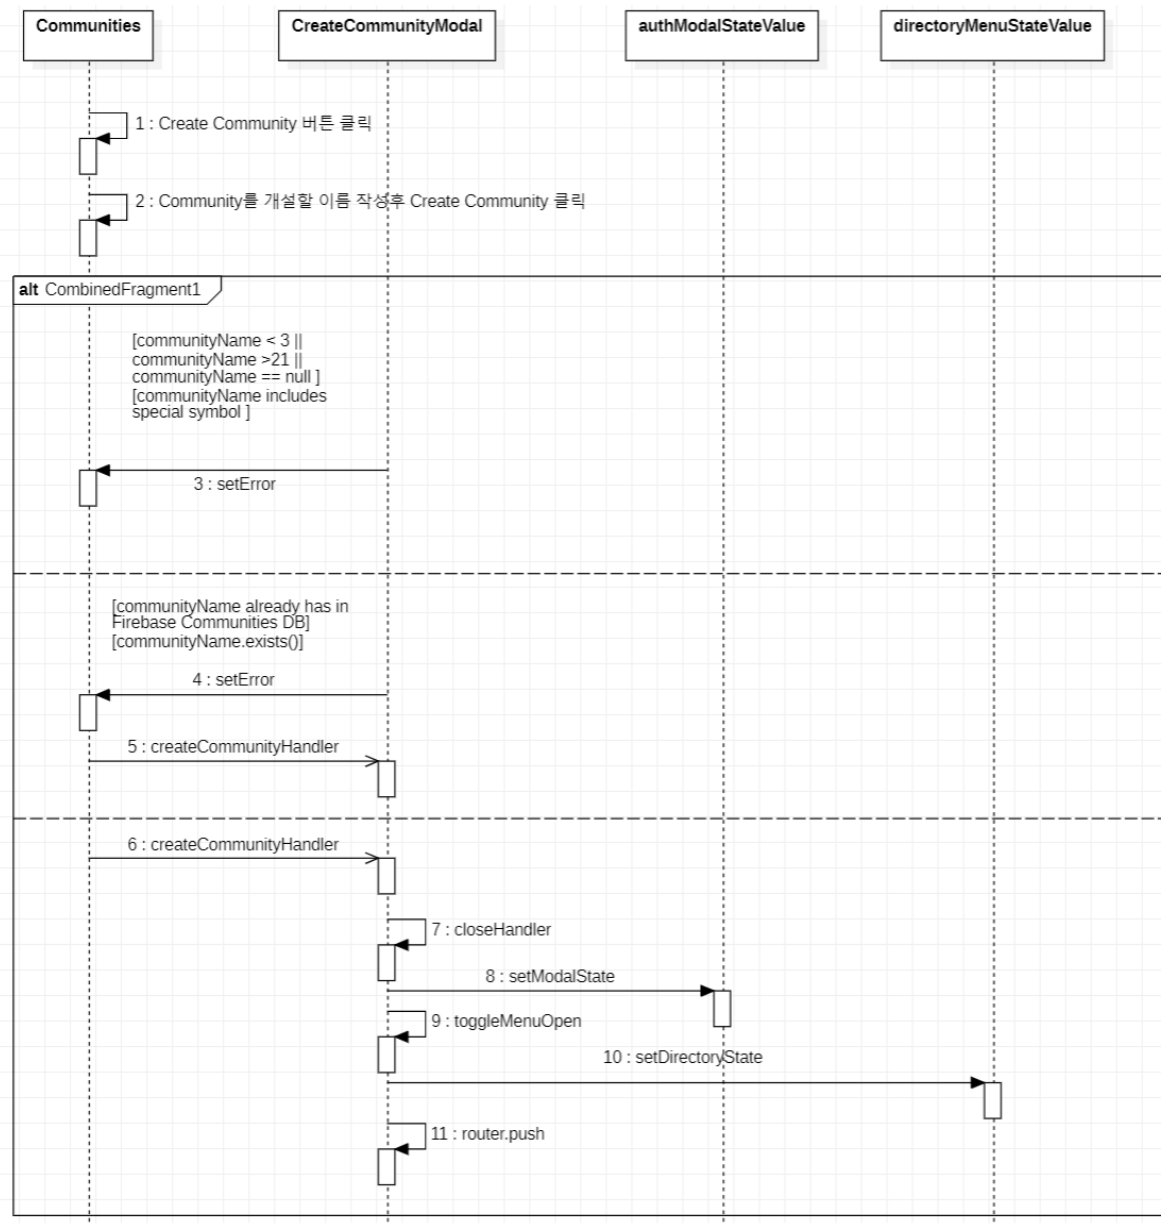 Communities
CreateCommunityModal
authModalStateValue
directoryMenuStateValue
1 : Create Community 버튼 클릭
2 : Community를 개설할 이름 작성후 Create Community 클릭
alt CombinedFragment1
[communityName < 3 ||
communityName >21 ||
communityName == null ]
[communityName includes
special symbol ]
3 : setError
[communityName already has in
Firebase Communities DB]
[communityName.exists()]
4 : setError
5 : createCommunityHandler
6 : createCommunityHandler
7 : closeHandler
8 : setModalState
9 : toggleMenuOpen
10 : setDirectoryState
11 : router.push